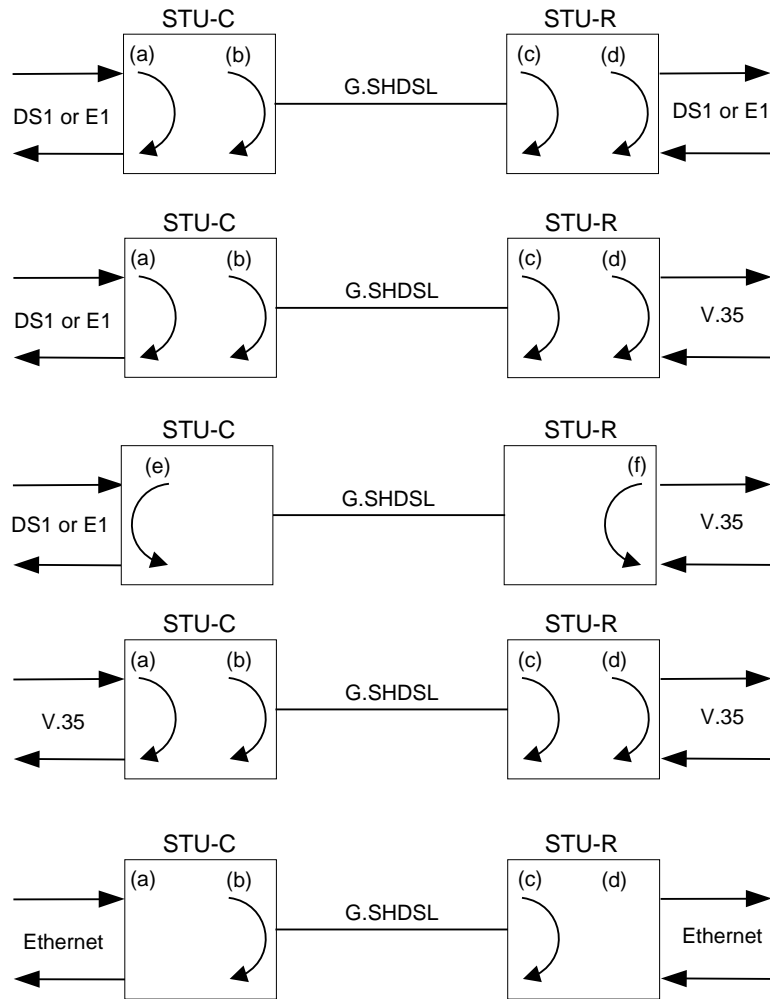 STU-C STU-R
(a) (b) (c) (d)
G.SHDSL
DS1 or E1 DS1 or E1
STU-C STU-R
(a) (b) (c) (d)
G.SHDSL
DS1 or E1 V.35
STU-C STU-R
(e) (f)
G.SHDSL
DS1 or E1 V.35
STU-C STU-R
(a) (b) (c) (d)
G.SHDSL
V.35 V.35
STU-C STU-R
(a) (b) (c) (d)
G.SHDSL
Ethernet Ethernet